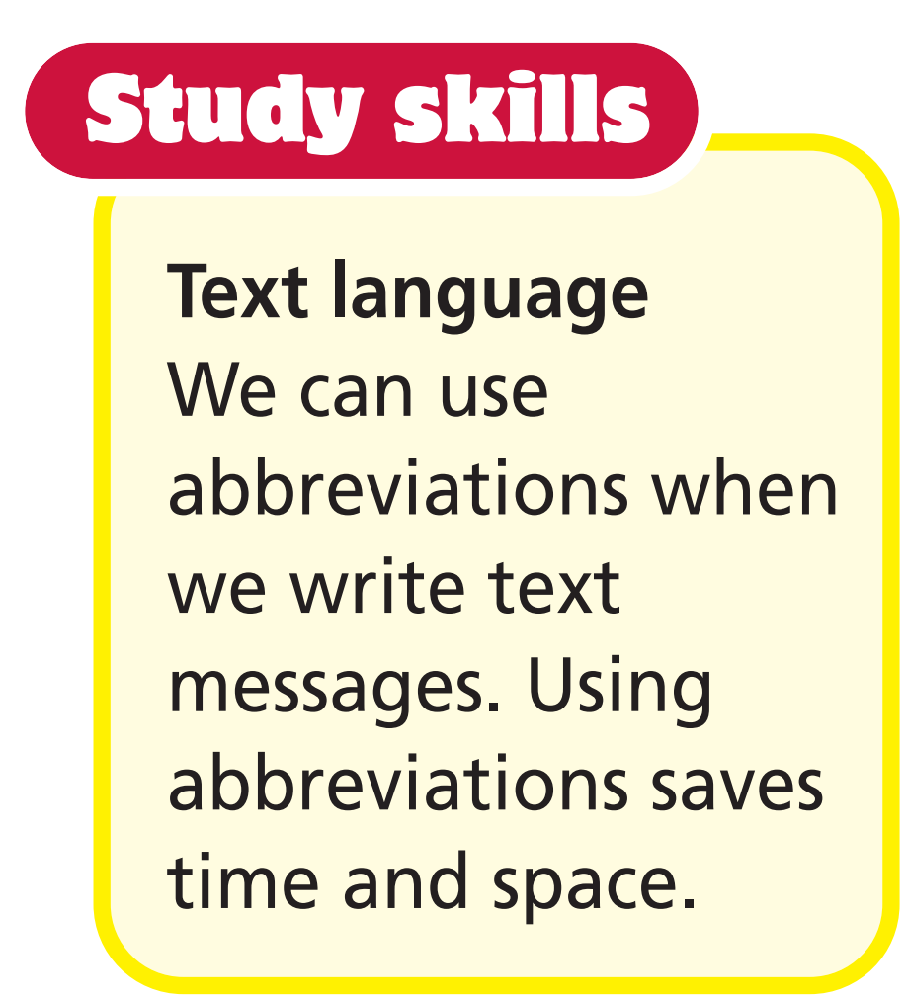 Study skills
Text language
We can use
abbreviations when
we write text
messages. Using
abbreviations saves
time and space.